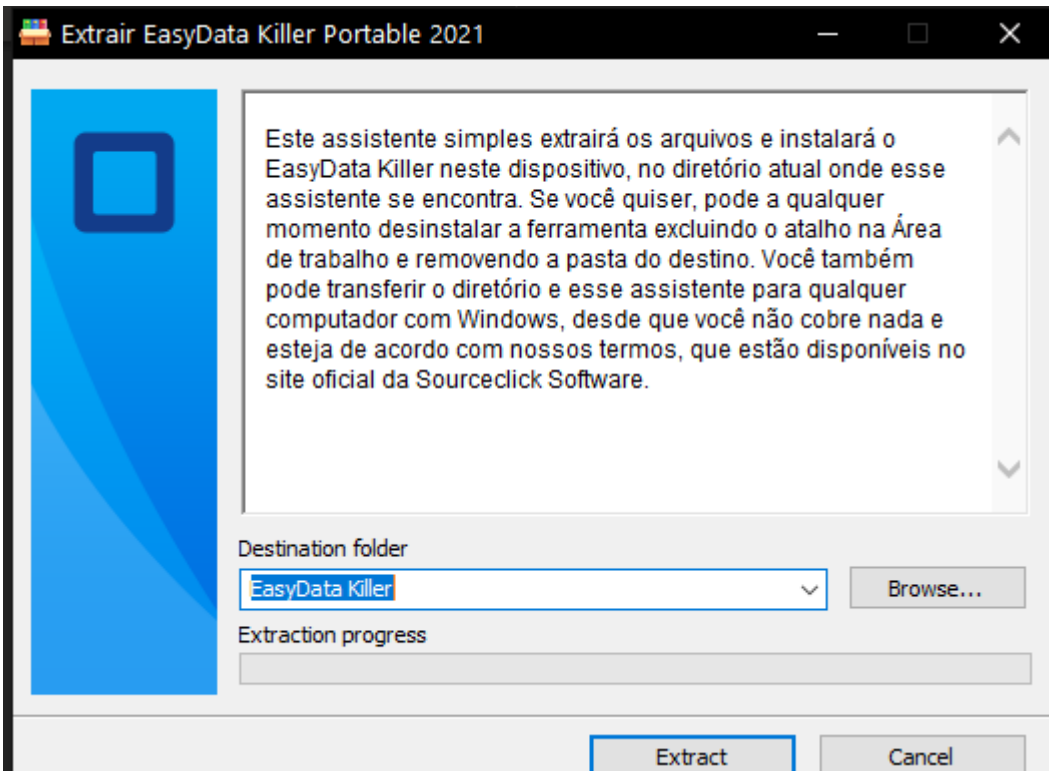 Extrair EasyData Killer Portable 2021
Este assistente simples extrairá os arquivos e instalará o
EasyData Killer neste dispositivo, no diretório atual onde esse
assistente se encontra. Se você quiser, pode a qualquer
momento desinstalar a ferramenta excluindo o atalho na Área
de trabalho e removendo a pasta do destino. Você também
pode transferir o diretório e esse assistente para qualquer
computador com Windows, desde que você não cobre nada e
esteja de acordo com nossos termos, que estão disponíveis no
site oficial da Sourceclick Software.
Destination folder
EasyData Killer
Browse...
Extraction progress
Extract
Cancel